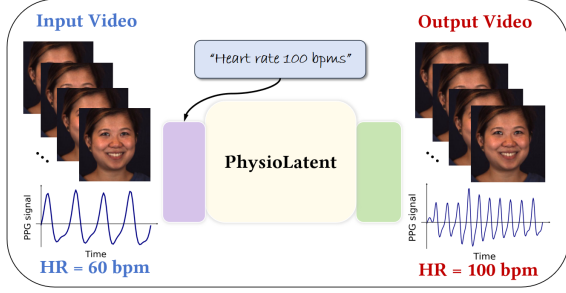 Input Video
Output Video
"Heart rate 100 bpms"
PhysioLatent
PPG signal
Time
HR = 60 bpm
PPG signal
Time
HR = 100 bpm